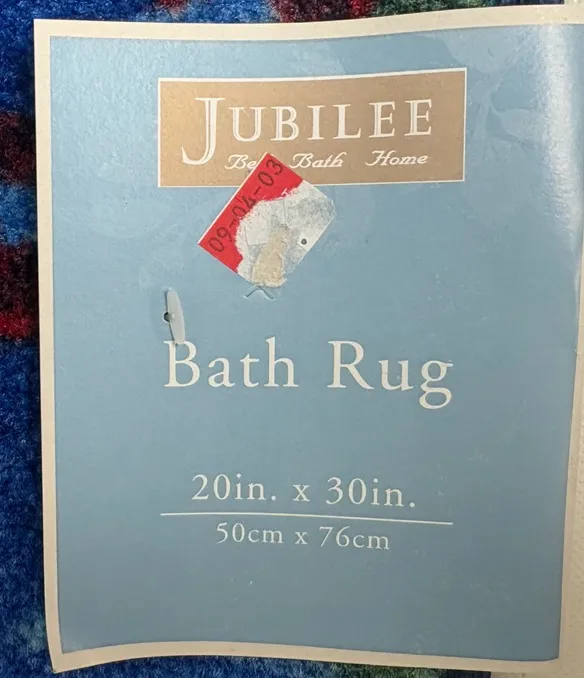 JUBILEE
Bath Home
09-04-03
Bath Rug
20in. x 30in.
50cm x 76cm